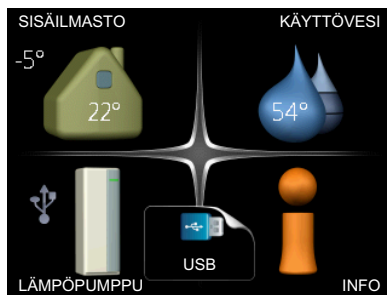 SISÄILMASTO
KÄYTTÖVESI
-5°
22°
54°
USB
LÄMPÖPUMPPU
INFO